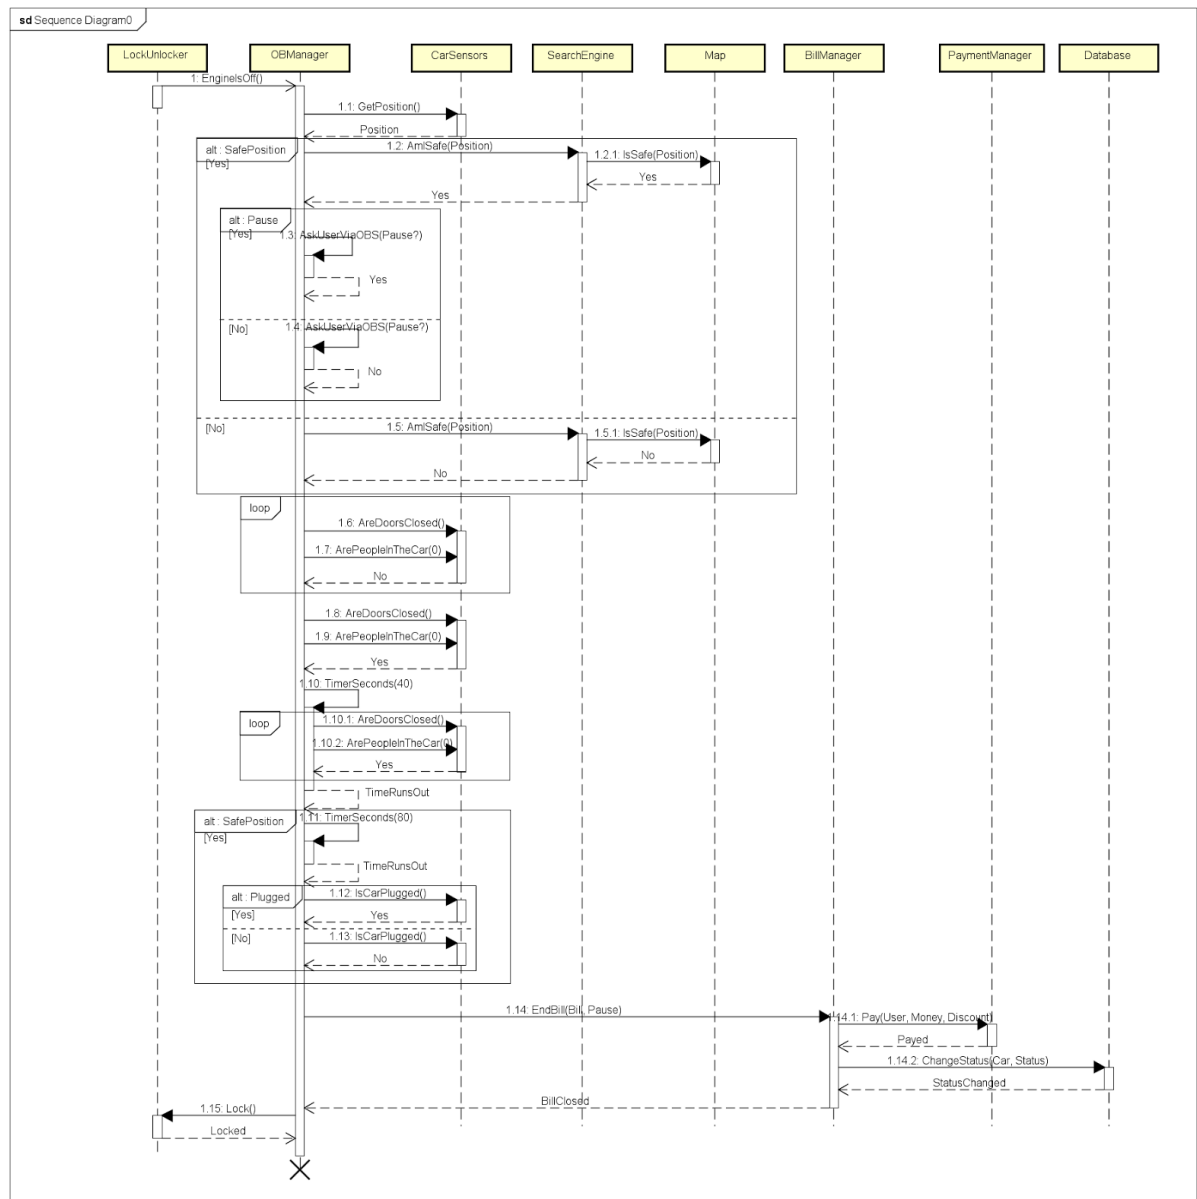 sd Sequence Diagram0
LockUnlocker
OBManager
CarSensors
SearchEngine
Map
BillManager
PaymentManager
Database
1: EngineIsOff()
1.1: GetPosition()
Position
alt : SafePosition
[Yes]
1.2: AmISafe(Position)
1.2.1: IsSafe(Position)
Yes
Yes
alt : Pause
[Yes]
1.3: AskUserViaOBS(Pause?)
Yes
[No]
1.4: AskUserViaOBS(Pause?)
No
[No]
1.5: AmISafe(Position)
1.5.1: IsSafe(Position)
No
No
loop
1.6: AreDoorsClosed()
1.7: ArePeopleInTheCar(0)
No
1.8: AreDoorsClosed()
1.9: ArePeopleInTheCar(0)
Yes
1.10: TimerSeconds(40)
loop
1.10.1: AreDoorsClosed()
1.10.2: ArePeopleInTheCar(0)
Yes
TimeRunsOut
alt : SafePosition
[Yes]
1.11: TimerSeconds(80)
TimeRunsOut
alt : Plugged
[Yes]
1.12: IsCarPlugged()
Yes
[No]
1.13: IsCarPlugged()
No
1.14: EndBill(Bill, Pause)
1.14.1: Pay(User, Money, Discount)
Payed
1.14.2: ChangeStatus(Car, Status)
StatusChanged
BillClosed
1.15: Lock()
Locked